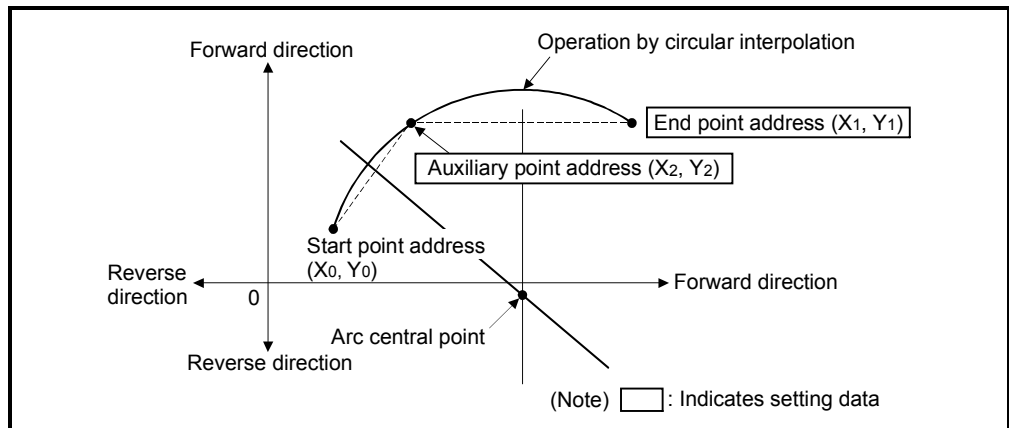 Operation by circular interpolation
Forward direction
End point address (X1, Y1)
Auxiliary point address (X2, Y2)
Start point address
(X0, Y0)
Reverse
direction
0
Forward direction
Arc central point
Reverse direction
(Note) : Indicates setting data